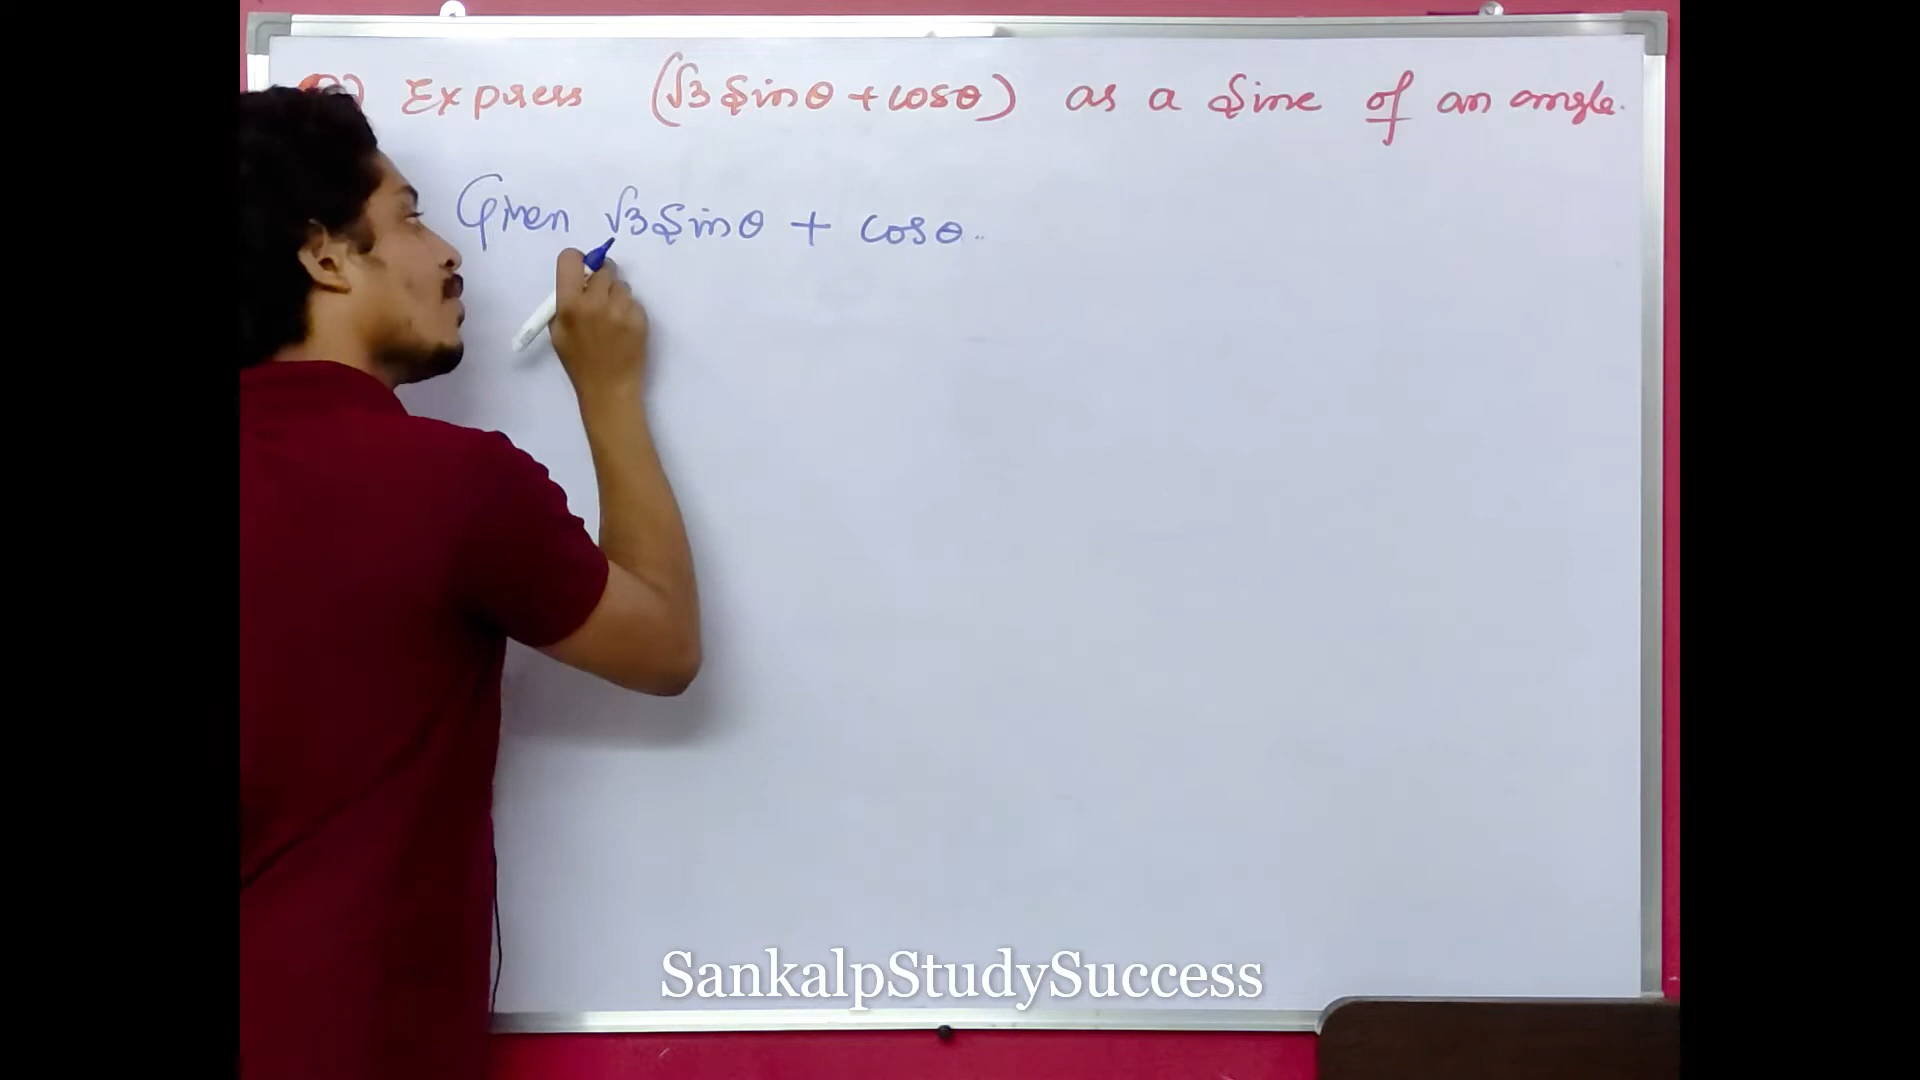 Express (√3 Sinθ + cosθ) as a Sine of an angle.
Given √3 Sinθ + cosθ
SankalpStudySuccess